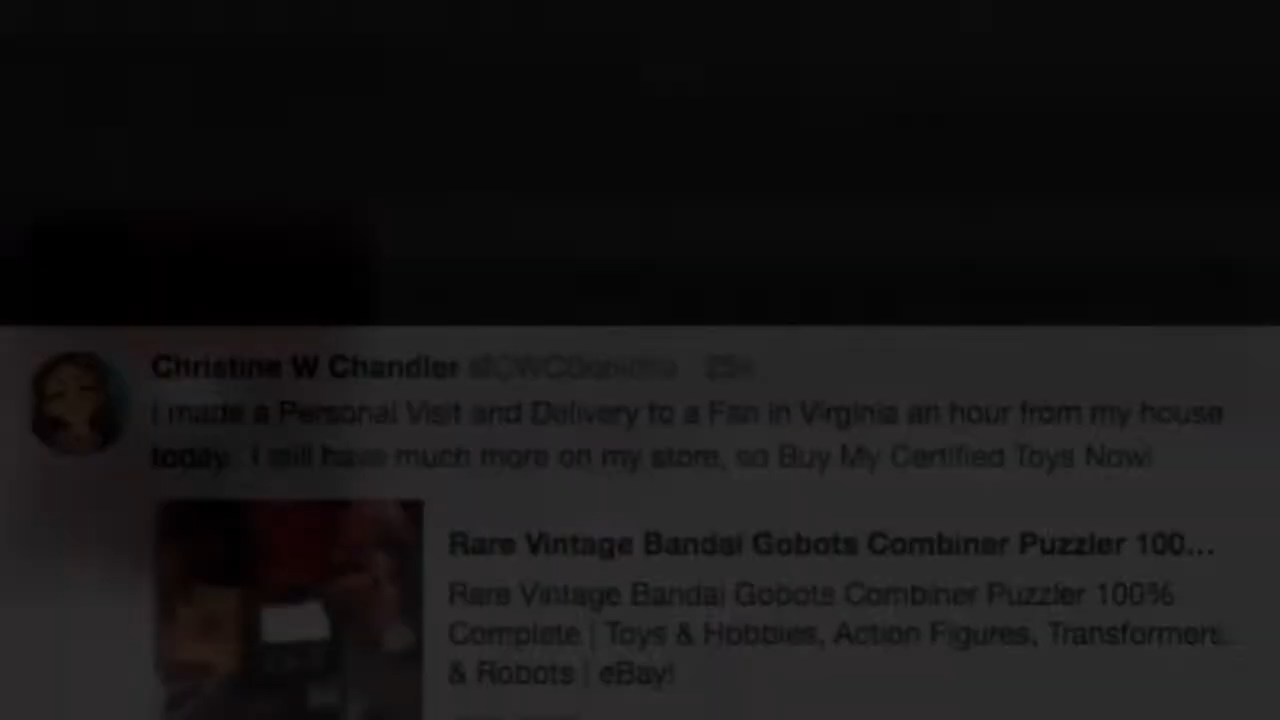 Christine W Chandler
I made a Personal Visit and Delivery to a Fan in Virginia an hour from my house
today. I still have much more on my store, so Buy My Certified Toys Now!
Rare Vintage Bandai Gobots Combiner Puzzler 100...
Rare Vintage Bandai Gobots Combiner Puzzler 100%
Complete | Toys & Hobbies, Action Figures, Transformers
& Robots | eBay!